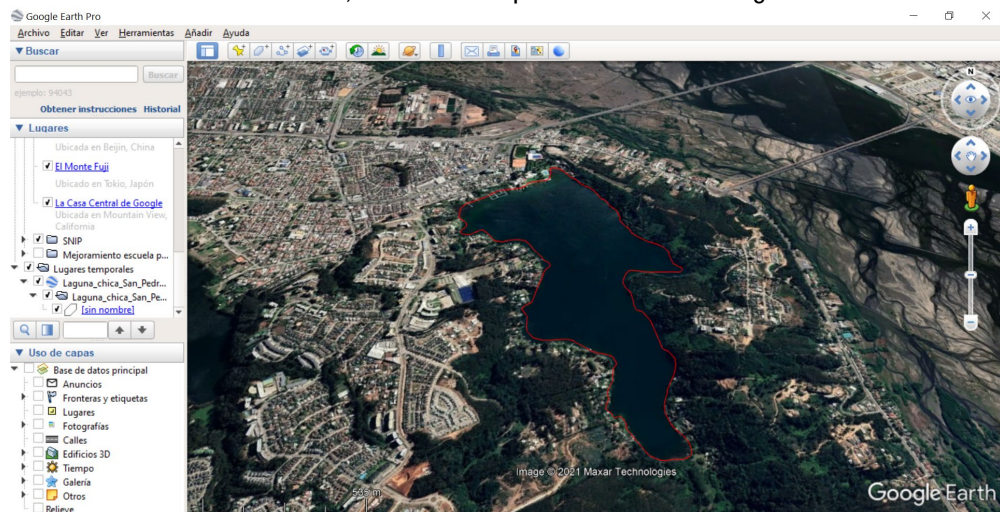 Google Earth Pro
Archivo Editar Ver Herramientas Añadir Ayuda
Buscar
Buscar
ejemplo: 94043
Obtener instrucciones Historial
Lugares
Ubicada en Beijin, China
El Monte Fuji
Ubicado en Tokio, Japón
La Casa Central de Google
Ubicada en Mountain View,
California
SNIP
Mejoramiento escuela p...
Lugares temporales
Laguna_chica_San_Pedr...
Laguna_chica_San_Pe...
[sin nombre]
Uso de capas
Base de datos principal
Anuncios
Fronteras y etiquetas
Lugares
Fotografías
Calles
Edificios 3D
Tiempo
Galería
Otros
Relieve
N
Image © 2021 Maxar Technologies
Google Earth